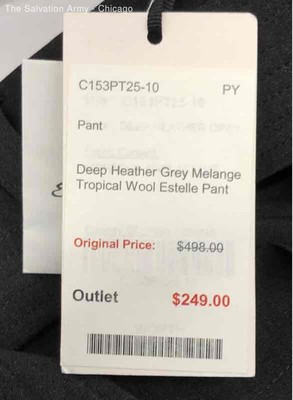 The Salvation Army - Chicago
C153PT25-10 PY
Pant
Deep Heather Grey Melange
Tropical Wool Estelle Pant
Original Price: $498.00
Outlet $249.00